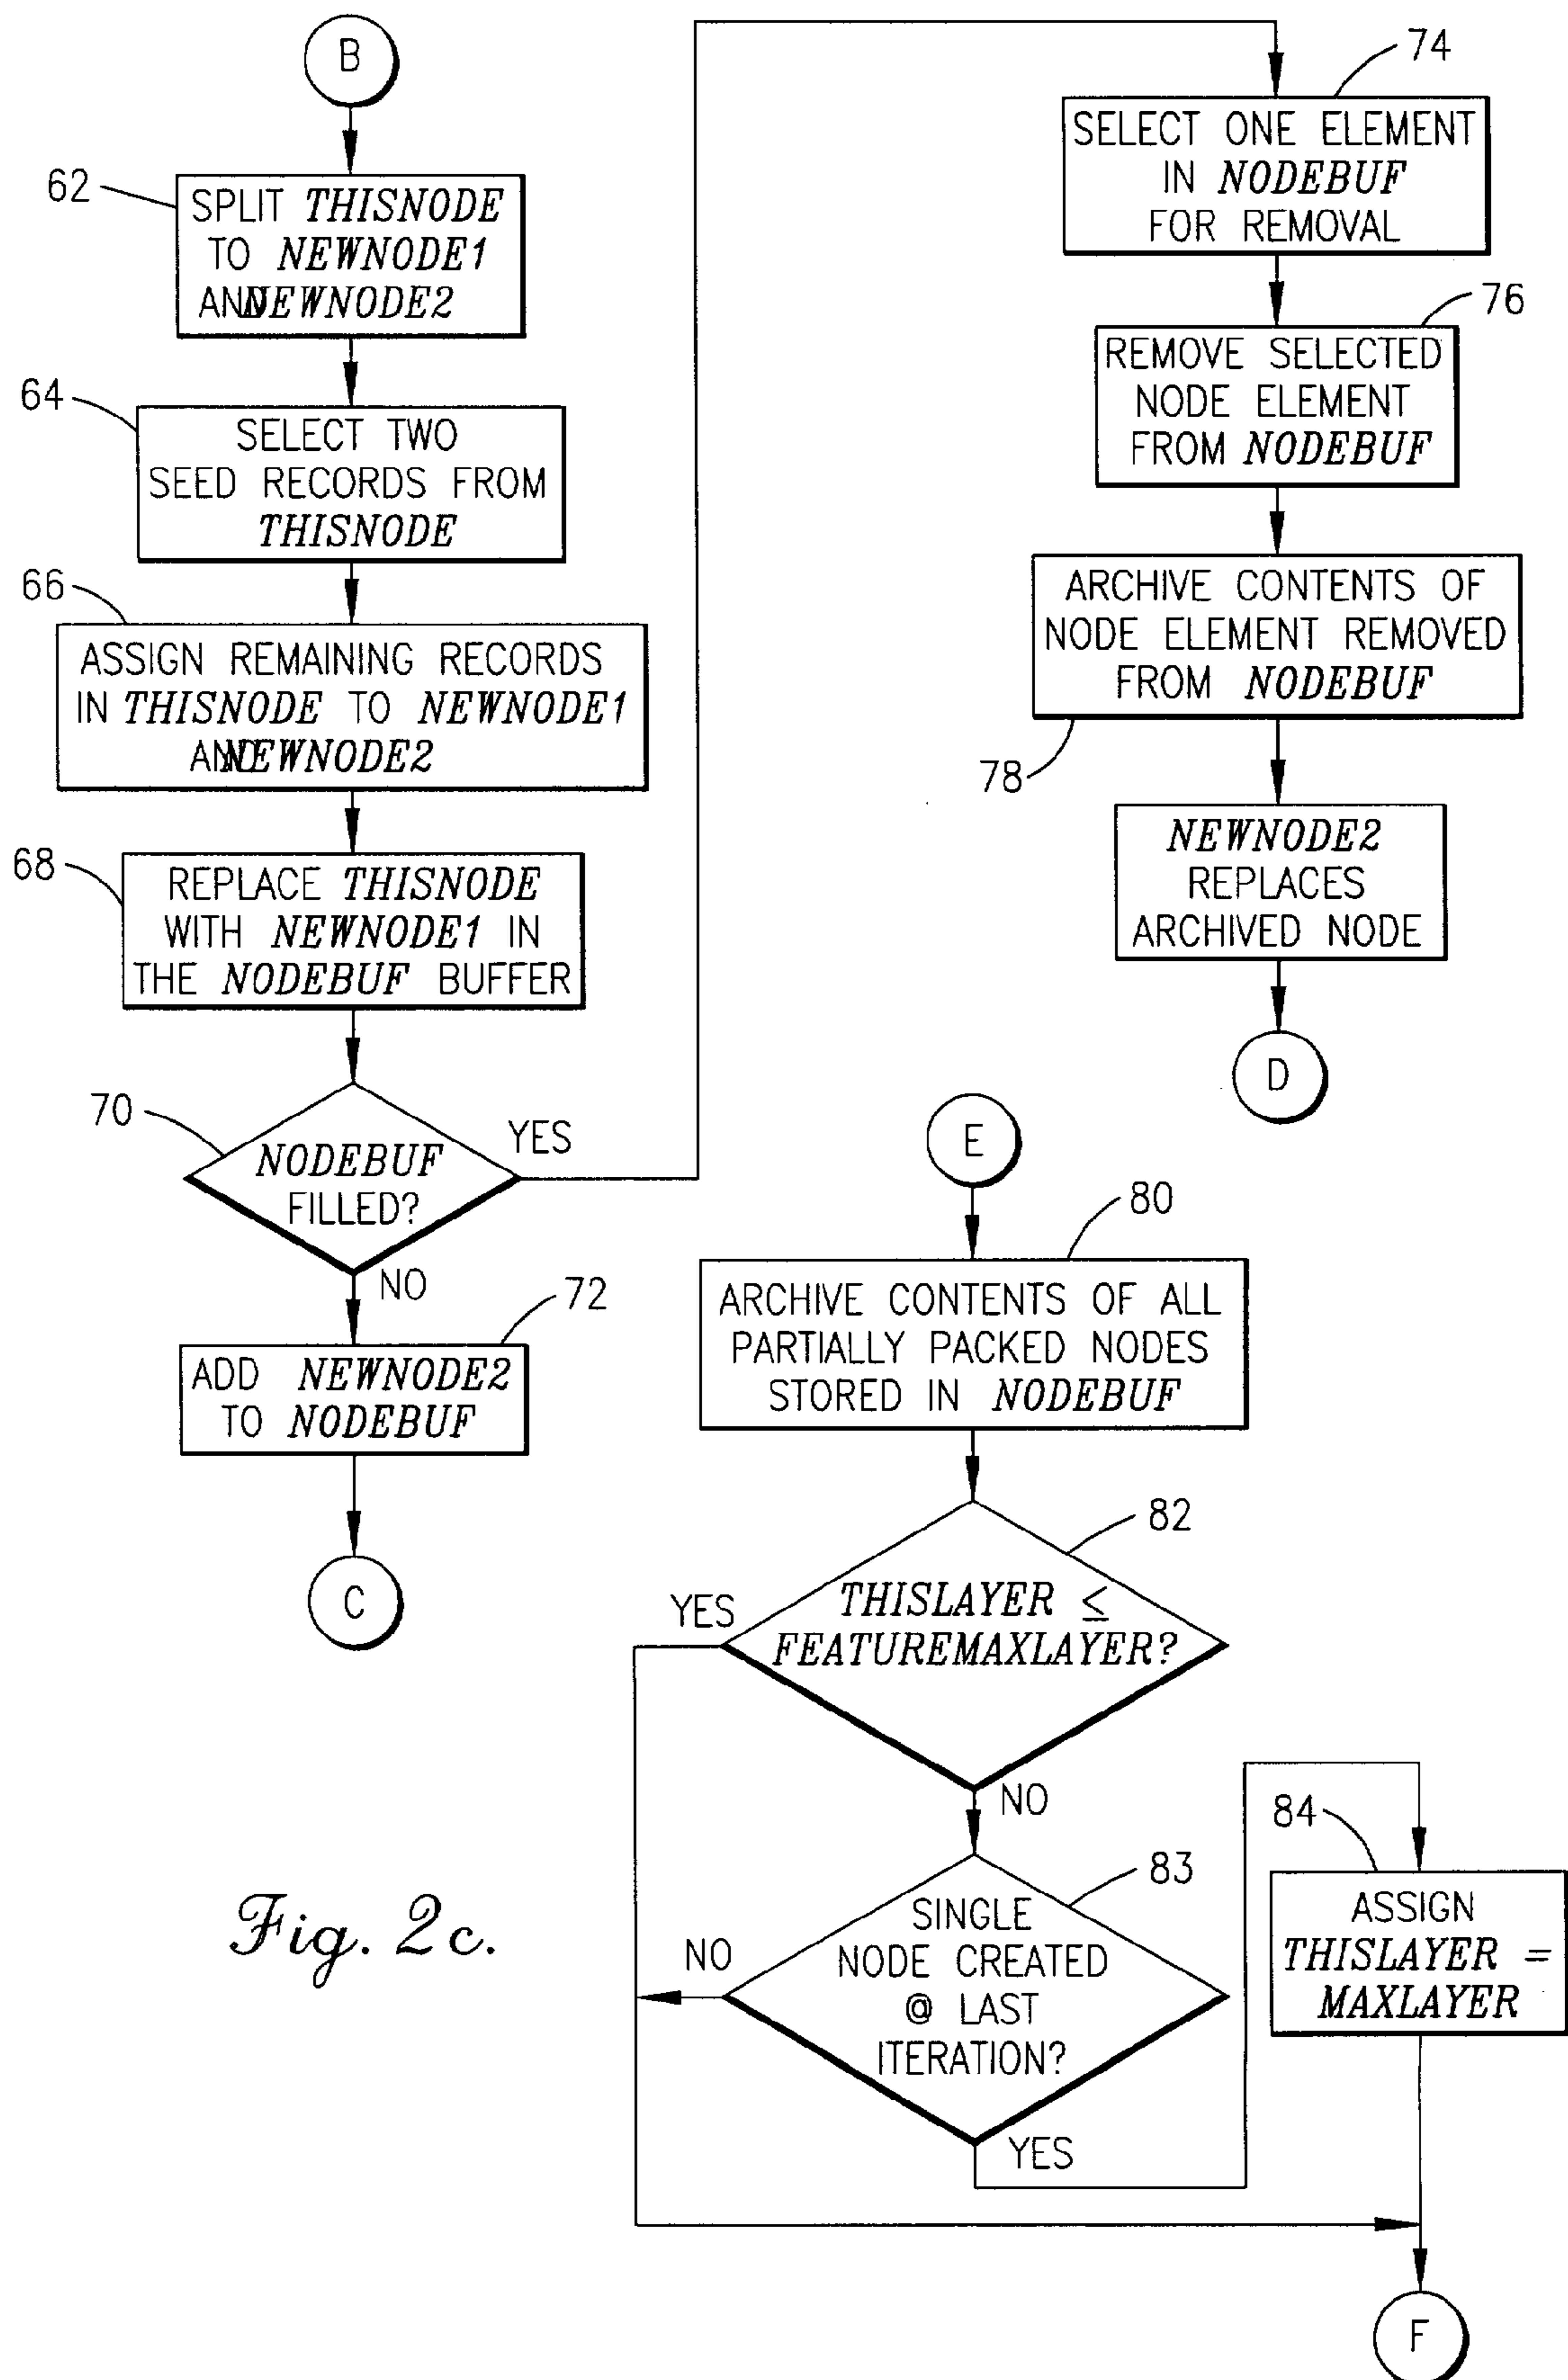 B
62
SPLIT THISNODE
TO NEWNODE1
AND NEWNODE2
64
SELECT TWO
SEED RECORDS FROM
THISNODE
66
ASSIGN REMAINING RECORDS
IN THISNODE TO NEWNODE1
AND NEWNODE2
68
REPLACE THISNODE
WITH NEWNODE1 IN
THE NODEBUF BUFFER
70
NODEBUF
FILLED?
YES
NO
72
ADD NEWNODE2
TO NODEBUF
C
74
SELECT ONE ELEMENT
IN NODEBUF
FOR REMOVAL
76
REMOVE SELECTED
NODE ELEMENT
FROM NODEBUF
ARCHIVE CONTENTS OF
NODE ELEMENT REMOVED
FROM NODEBUF
78
NEWNODE2
REPLACES
ARCHIVED NODE
D
E
80
ARCHIVE CONTENTS OF ALL
PARTIALLY PACKED NODES
STORED IN NODEBUF
82
THISLAYER ≤
FEATUREMAXLAYER?
YES
NO
83
SINGLE
NODE CREATED
@ LAST
ITERATION?
NO
YES
84
ASSIGN
THISLAYER =
MAXLAYER
F
Fig. 2c.